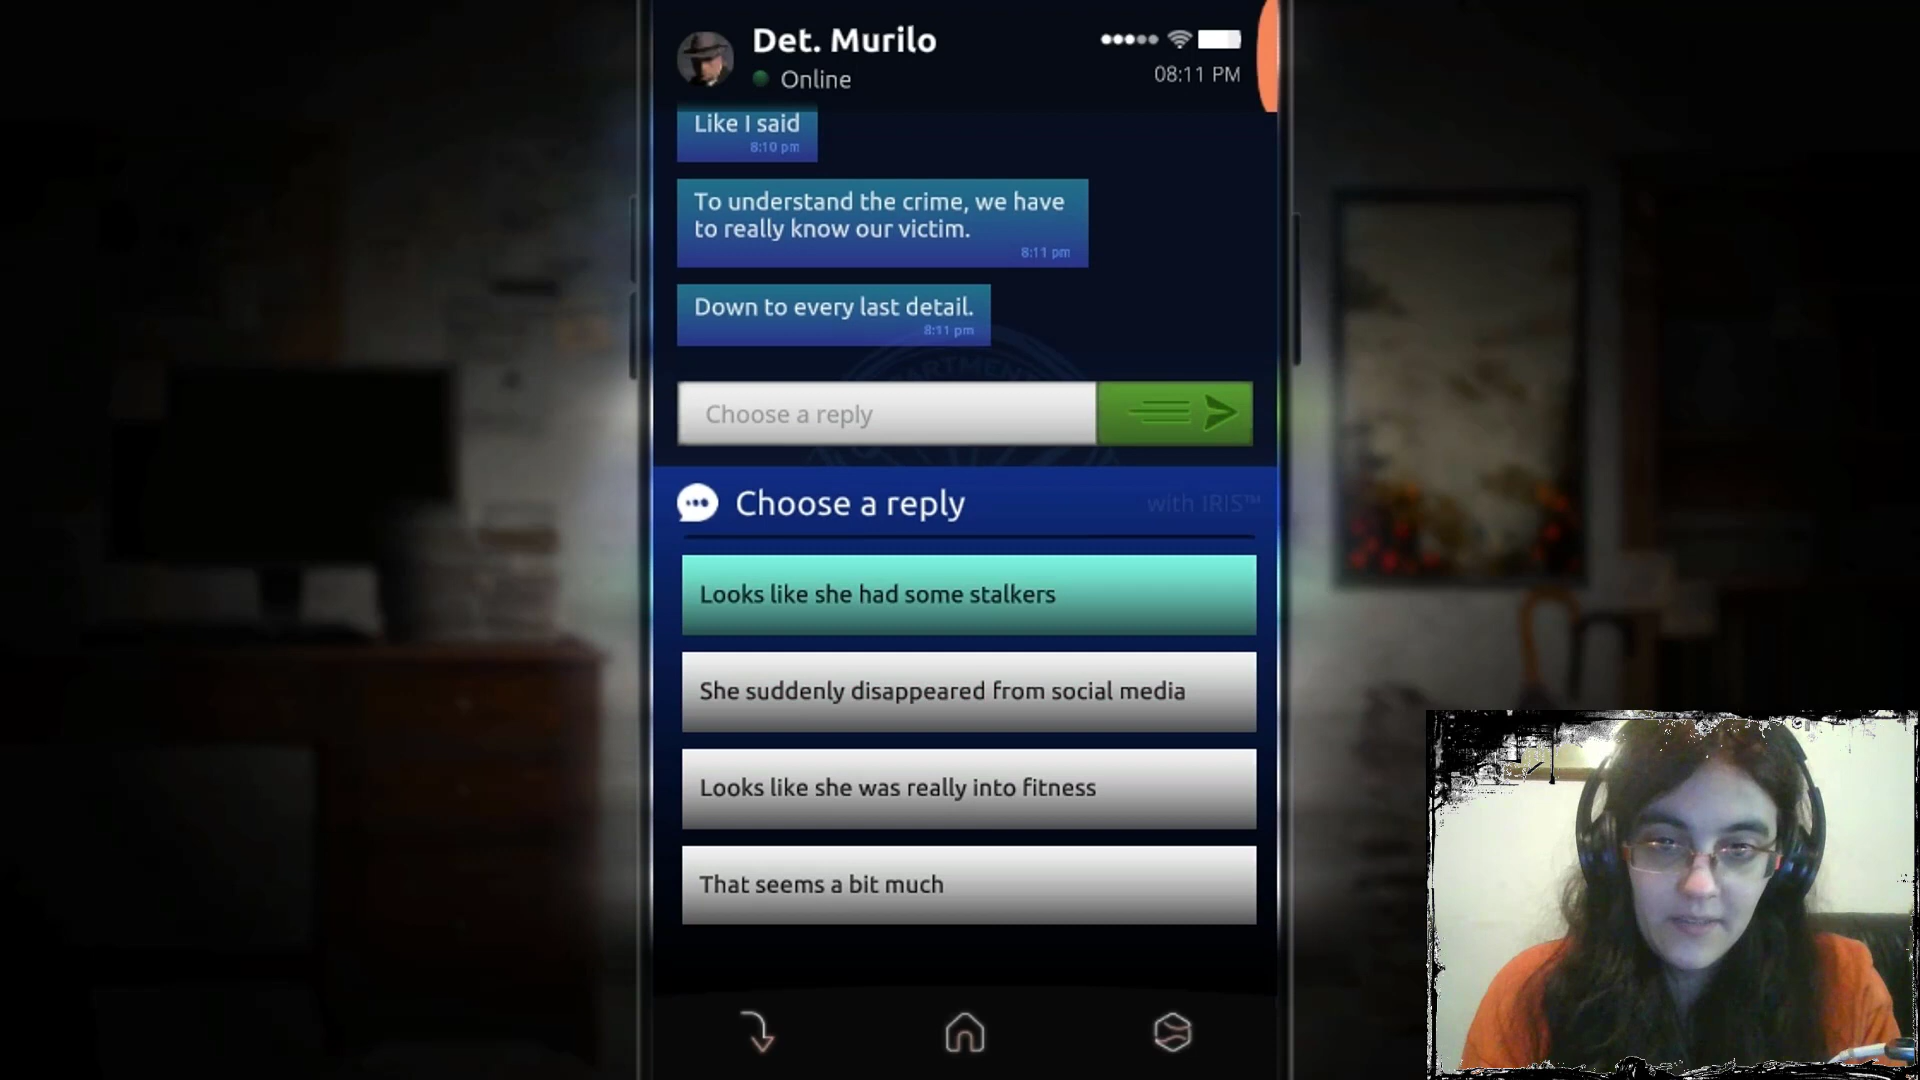 Det. Murilo
Online
08:11 PM
Like I said
8:10 pm
To understand the crime, we have
to really know our victim.
8:11 pm
Down to every last detail.
8:11 pm
Choose a reply
Choose a reply
with IRIS™
Looks like she had some stalkers
She suddenly disappeared from social media
Looks like she was really into fitness
That seems a bit much